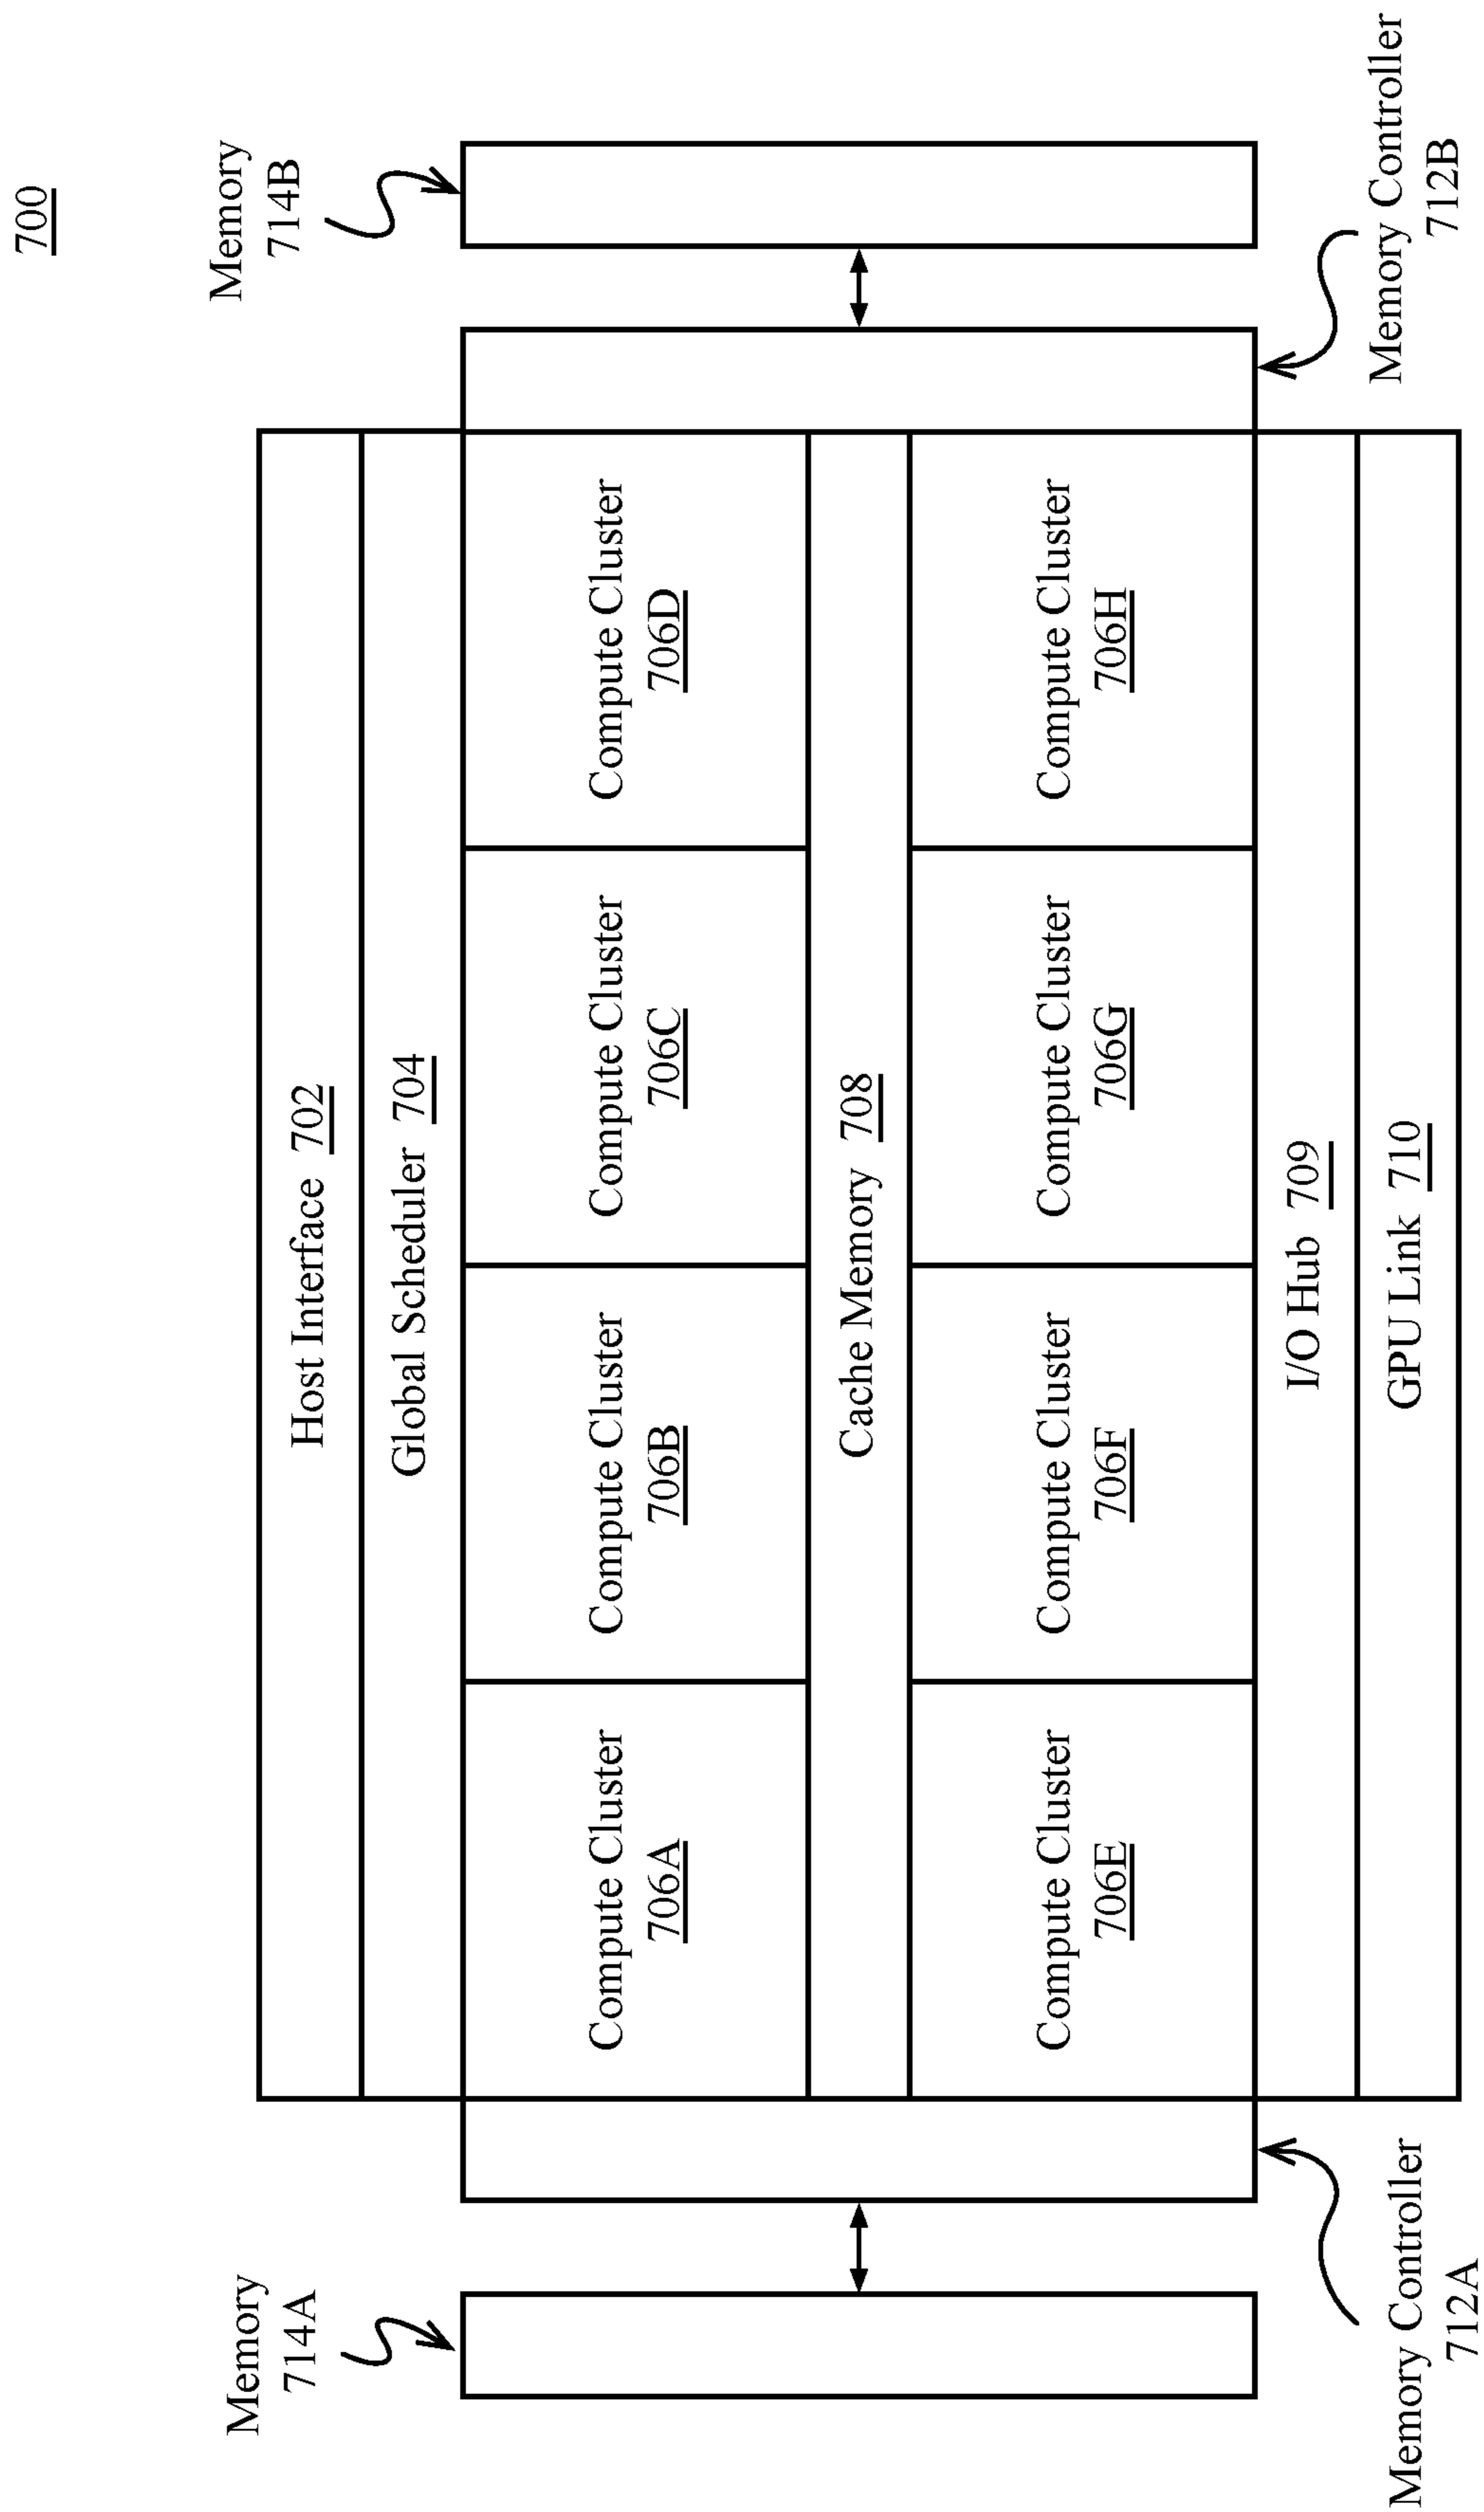 700
Memory
714B
Memory
714A
Host Interface 702
Global Scheduler 704
Compute Cluster
706A
Compute Cluster
706B
Compute Cluster
706C
Compute Cluster
706D
Cache Memory 708
Compute Cluster
706E
Compute Cluster
706F
Compute Cluster
706G
Compute Cluster
706H
I/O Hub 709
GPU Link 710
Memory Controller
712A
Memory Controller
712B